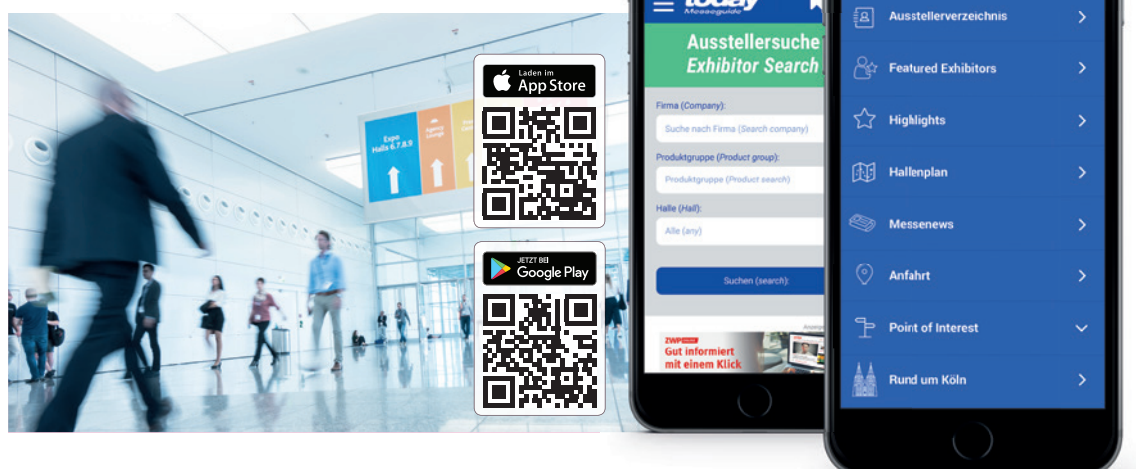 Expo
Halls 6.7.8.9
Agency
Lounge
Laden im
App Store
JETZT BEI
Google Play
today
Messeguide
Ausstellersuche
Exhibitor Search
Firma (Company):
Suche nach Firma (Search company)
Produktgruppe (Product group):
Produktgruppe (Product search)
Halle (Hall):
Alle (any)
Suchen (search):
Anzeige
ZWP ONLINE
Gut informiert
mit einem Klick
Ausstellerverzeichnis
Featured Exhibitors
Highlights
Hallenplan
Messenews
Anfahrt
Point of Interest
Rund um Köln